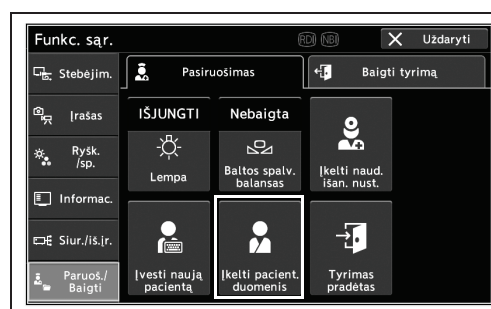 Funkc. sąr.
RDI NBI
Uždaryti
Stebėjim.
Pasiruošimas
Baigti tyrimą
Įrašas
IŠJUNGTI
Nebaigta
Ryšk.
/sp.
Lempa
Baltos spalv.
balansas
Įkelti naud.
išan. nust.
Informac.
Siur./iš.įr.
Paruoš./
Baigti
Įvesti naują
pacientą
Įkelti pacient.
duomenis
Tyrimas
pradėtas